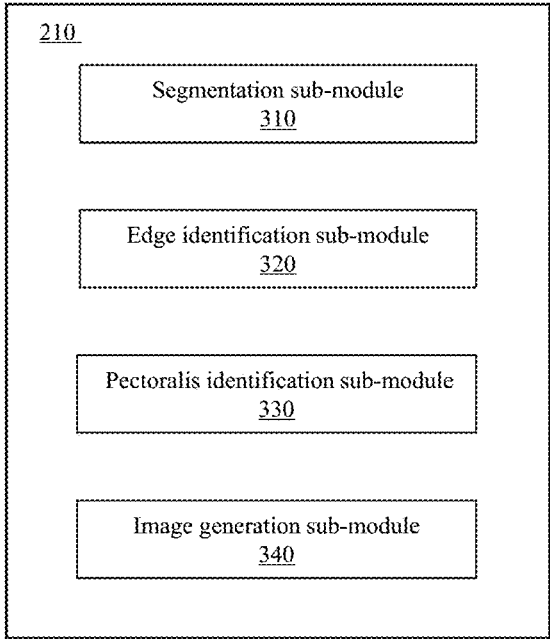 210
Segmentation sub-module
310
Edge identification sub-module
320
Pectoralis identification sub-module
330
Image generation sub-module
340